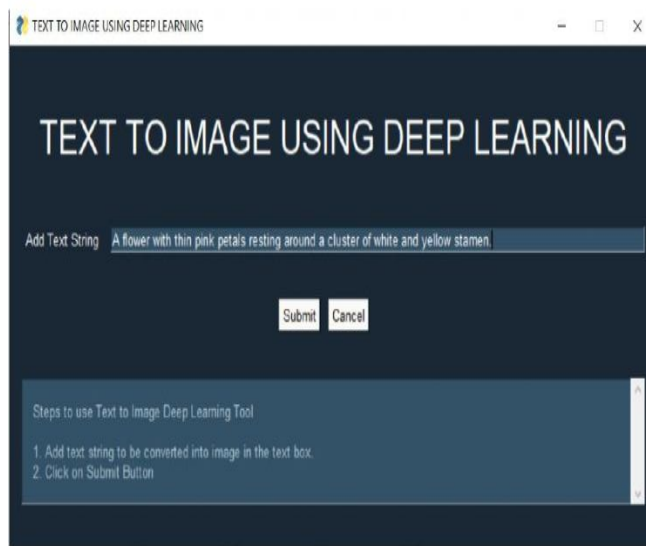 TEXT TO IMAGE USING DEEP LEARNING
TEXT TO IMAGE USING DEEP LEARNING
Add Text String A flower with thin pink petals resting around a cluster of white and yellow stamen.
Submit Cancel
Steps to use Text to Image Deep Learning Tool
1. Add text string to be converted into image in the text box.
2. Click on Submit Button